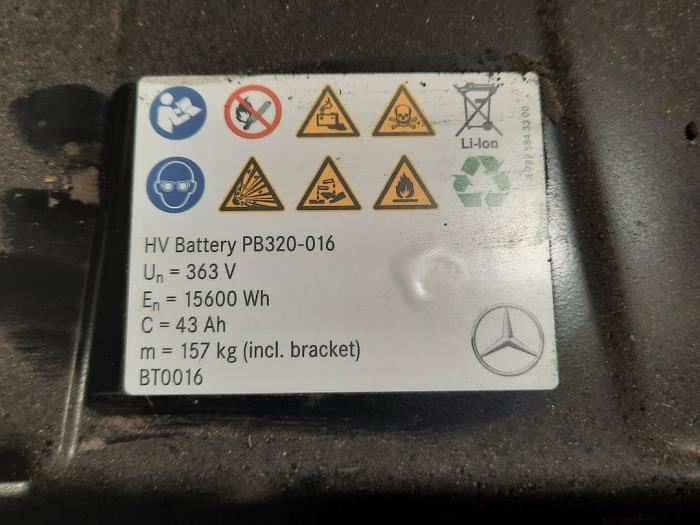 Li-Ion
HV Battery PB320-016
Un = 363 V
En = 15600 Wh
C = 43 Ah
m = 157 kg (incl. bracket)
BT0016